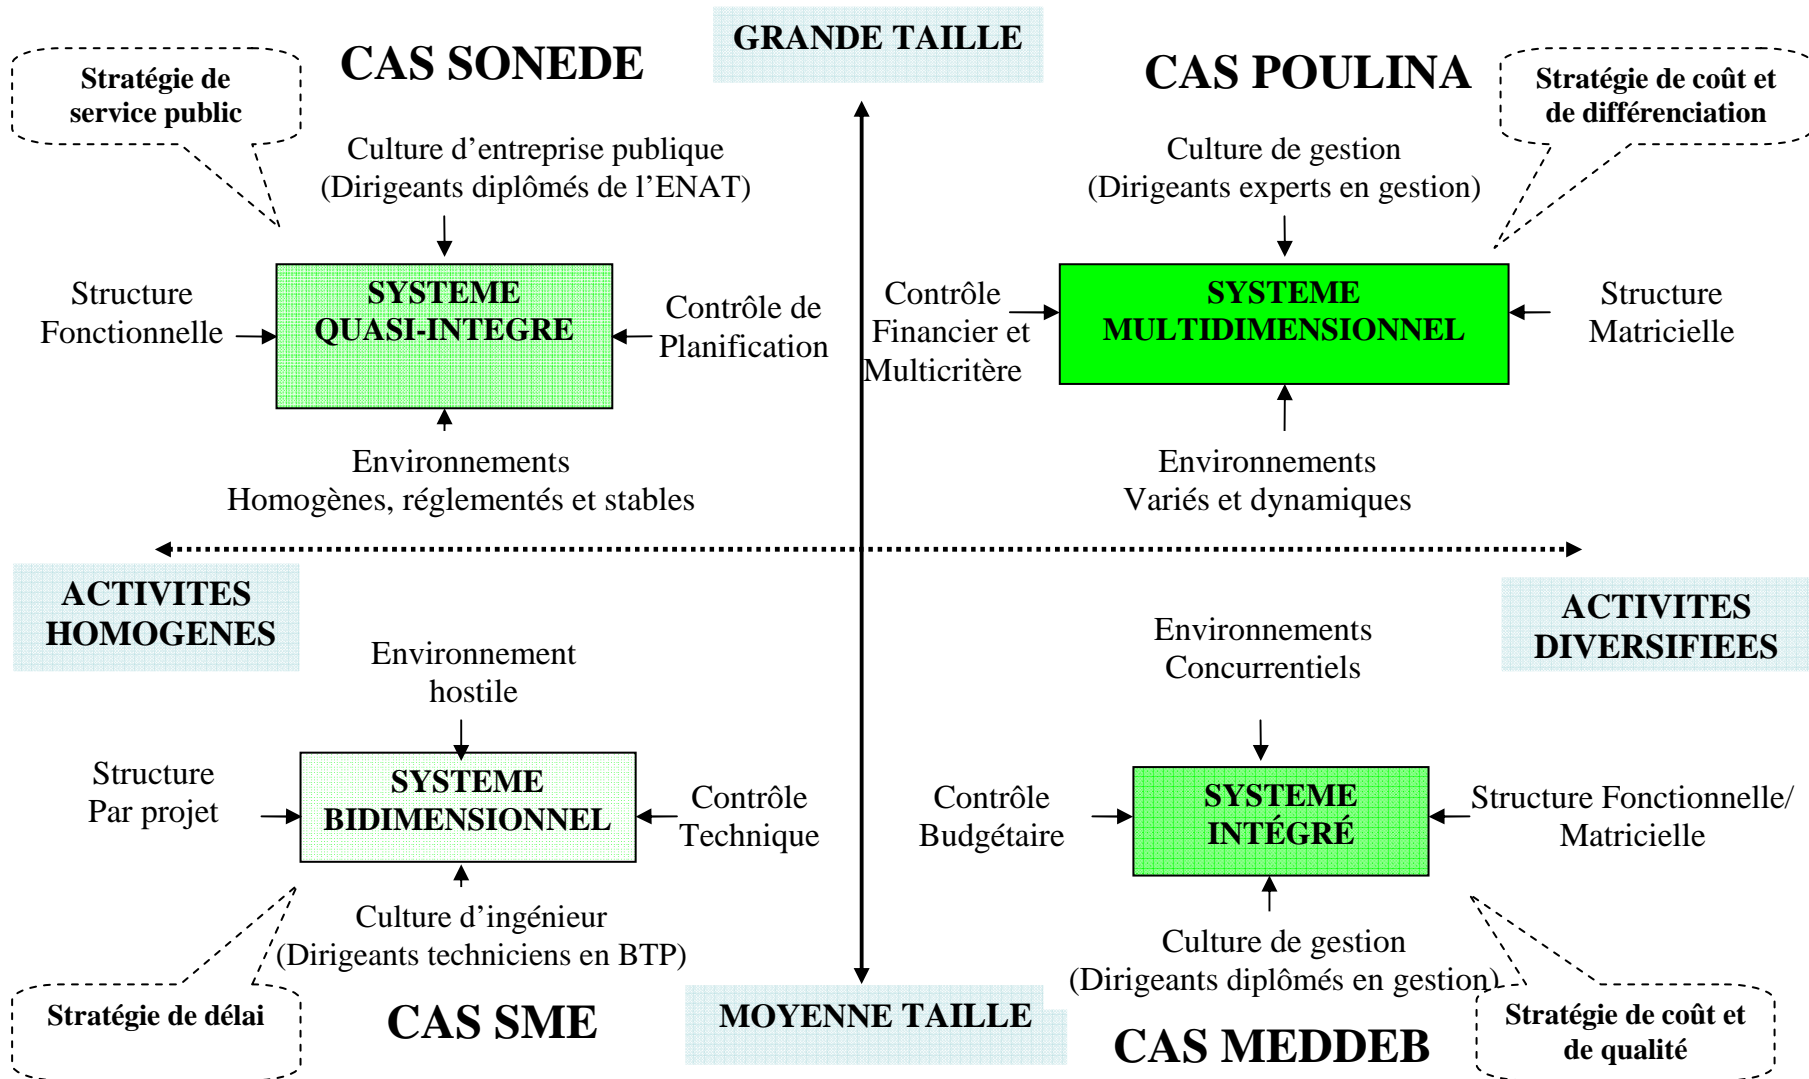 GRANDE TAILLE
CAS SONEDE
Stratégie de
service public
Culture d’entreprise publique
(Dirigeants diplômés de l’ENAT)
Structure
Fonctionnelle
SYSTEME
QUASI-INTEGRE
Contrôle de
Planification
Environnements
Homogènes, réglementés et stables
CAS POULINA
Stratégie de coût et
de différenciation
Culture de gestion
(Dirigeants experts en gestion)
Contrôle
Financier et
Multicritère
SYSTEME
MULTIDIMENSIONNEL
Structure
Matricielle
Environnements
Variés et dynamiques
ACTIVITES
HOMOGENES
ACTIVITES
DIVERSIFIEES
Environnement
hostile
Structure
Par projet
SYSTEME
BIDIMENSIONNEL
Contrôle
Technique
Culture d’ingénieur
(Dirigeants techniciens en BTP)
Stratégie de délai
CAS SME
Environnements
Concurrentiels
Contrôle
Budgétaire
SYSTEME
INTÉGRÉ
Structure Fonctionnelle/
Matricielle
Culture de gestion
(Dirigeants diplômés en gestion)
Stratégie de coût et
de qualité
CAS MEDDEB
MOYENNE TAILLE